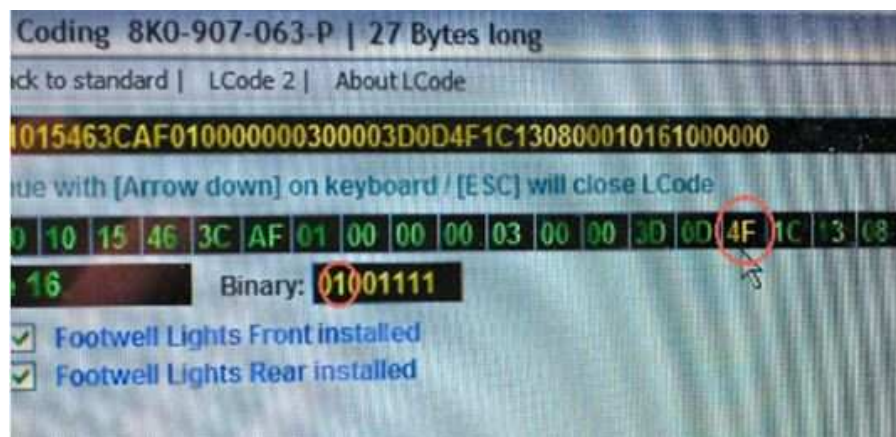 Coding 8K0-907-063-P | 27 Bytes long
ck to standard | LCode 2 | About LCode
1015463CAF010000000300003D0D4F1C130800010161000000
ue with [Arrow down] on keyboard / [ESC] will close LCode
0 10 15 46 3C AF 01 00 00 00 03 00 00 3D 0D 4F 1C 13 08
16 Binary: 01001111
Footwell Lights Front installed
Footwell Lights Rear installed